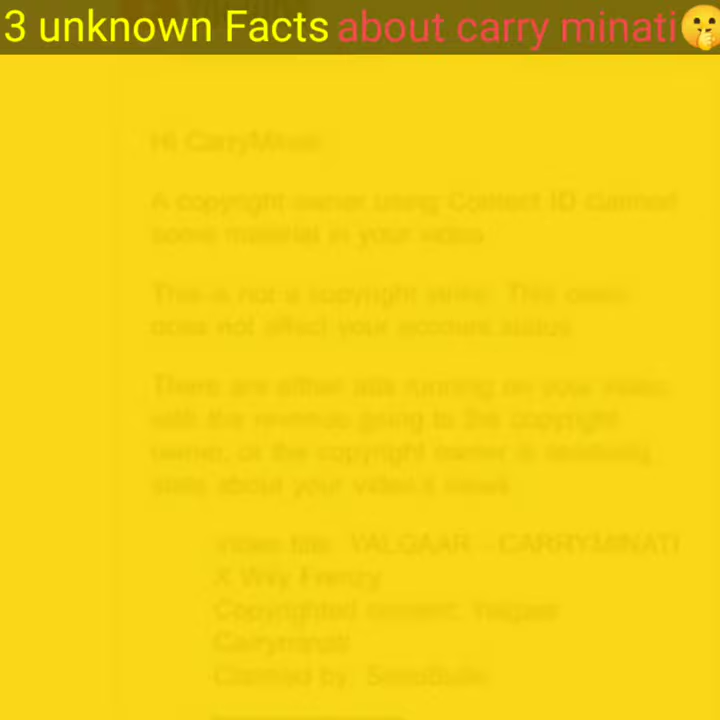 3 unknown Facts about carry minati🤫
Hi CarryMinati
A copyright owner using Content ID claimed
some material in your video.
This is not a copyright strike. This claim
does not affect your account status.
There are either ads running on your video,
with the revenue going to the copyright
owner, or the copyright owner is receiving
stats about your video's views.
Video title: YALGAAR - CARRYMINATI
X Wily Frenzy
Copyrighted content: Yalgaar
Carryminati
Claimed by: